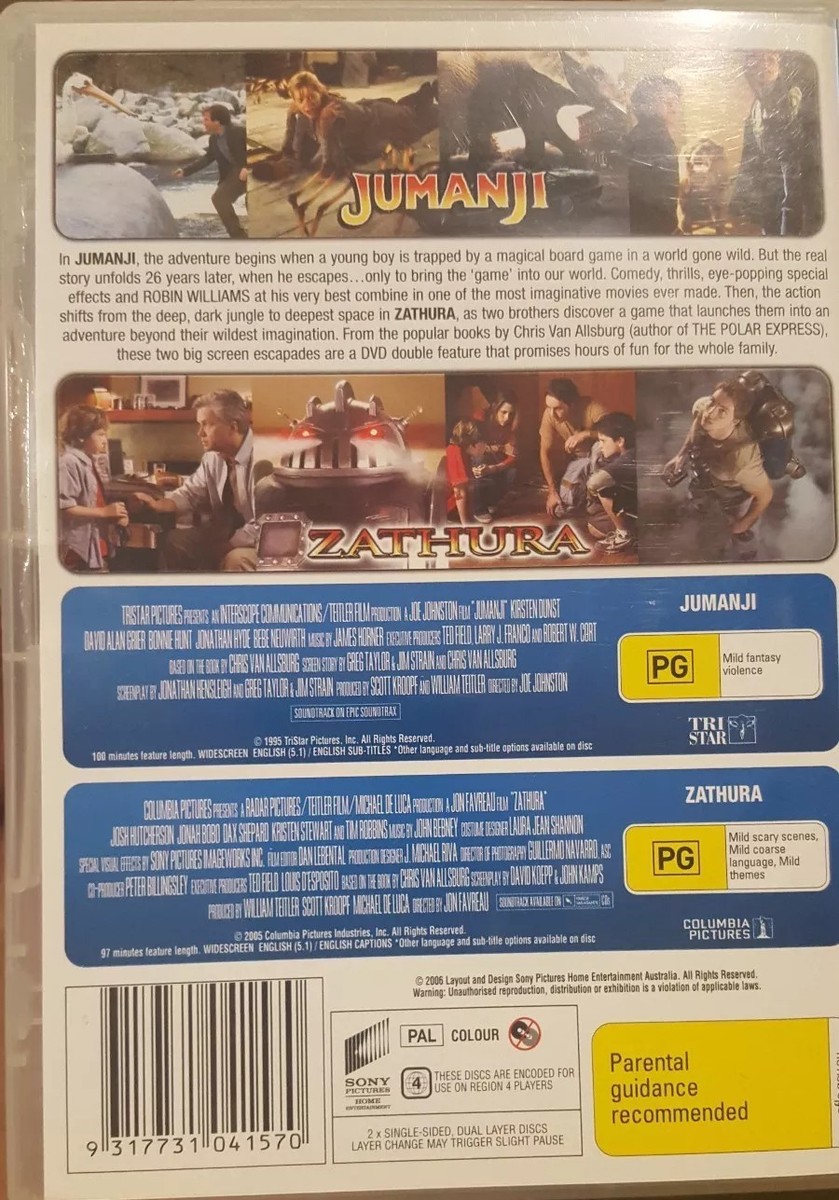 JUMANJI
In JUMANJI, the adventure begins when a young boy is trapped by a magical board game in a world gone wild. But the real
story unfolds 26 years later, when he escapes...only to bring the 'game' into our world. Comedy, thrills, eye-popping special
effects and ROBIN WILLIAMS at his very best combine in one of the most imaginative movies ever made. Then, the action
shifts from the deep, dark jungle to deepest space in ZATHURA, as two brothers discover a game that launches them into an
adventure beyond their wildest imagination. From the popular books by Chris Van Allsburg (author of THE POLAR EXPRESS),
these two big screen escapades are a DVD double feature that promises hours of fun for the whole family.
ZATHURA
TRISTAR PICTURES PRESENTS AN INTERSCOPE COMMUNICATIONS/TEITLER FILM PRODUCTION A JOE JOHNSTON FILM "JUMANJI" KIRSTEN DUNST
DAVID ALAN GRIER BONNIE HUNT JONATHAN HYDE BEBE NEUWIRTH MUSIC BY JAMES HORNER EXECUTIVE PRODUCERS TED FIELD, LARRY J. FRANCO AND ROBERT W. CORT
BASED ON THE BOOK BY CHRIS VAN ALLSBURG SCREEN STORY BY GREG TAYLOR & JIM STRAIN AND CHRIS VAN ALLSBURG
SCREENPLAY BY JONATHAN HENSLEIGH AND GREG TAYLOR & JIM STRAIN PRODUCED BY SCOTT KROOPF AND WILLIAM TEITLER DIRECTED BY JOE JOHNSTON
SOUNDTRACK ON EPIC SOUNDTRAX
© 1995 TriStar Pictures, Inc. All Rights Reserved.
100 minutes feature length. WIDESCREEN ENGLISH (5.1) / ENGLISH SUB-TITLES *Other language and sub-title options available on disc
JUMANJI
PG
Mild fantasy
violence
TRI
STAR
COLUMBIA PICTURES PRESENTS A RADAR PICTURES/TEITLER FILM/MICHAEL DE LUCA PRODUCTION A JON FAVREAU FILM "ZATHURA"
JOSH HUTCHERSON JONAH BOBO DAX SHEPARD KRISTEN STEWART AND TIM ROBBINS MUSIC BY JOHN DEBNEY COSTUME DESIGNER LAURA JEAN SHANNON
SPECIAL VISUAL EFFECTS BY SONY PICTURES IMAGEWORKS INC. FILM EDITOR DAN LEBENTAL PRODUCTION DESIGNER J. MICHAEL RIVA DIRECTOR OF PHOTOGRAPHY GUILLERMO NAVARRO, ASC
CO-PRODUCER PETER BILLINGSLEY EXECUTIVE PRODUCERS TED FIELD LOUIS D'ESPOSITO BASED ON THE BOOK BY CHRIS VAN ALLSBURG SCREENPLAY BY DAVID KOEPP & JOHN KAMPS
PRODUCED BY WILLIAM TEITLER SCOTT KROOPF MICHAEL DE LUCA DIRECTED BY JON FAVREAU SOUNDTRACK AVAILABLE ON CDs
© 2005 Columbia Pictures Industries, Inc. All Rights Reserved.
97 minutes feature length. WIDESCREEN ENGLISH (5.1) / ENGLISH CAPTIONS *Other language and sub-title options available on disc
ZATHURA
PG
Mild scary scenes,
Mild coarse
language, Mild
themes
COLUMBIA
PICTURES
© 2006 Layout and Design Sony Pictures Home Entertainment Australia. All Rights Reserved.
Warning: Unauthorised reproduction, distribution or exhibition is a violation of applicable laws.
9 317731 041570
SONY
PICTURES
HOME
ENTERTAINMENT
PAL COLOUR
4
THESE DISCS ARE ENCODED FOR
USE ON REGION 4 PLAYERS
2 x SINGLE-SIDED, DUAL LAYER DISCS
LAYER CHANGE MAY TRIGGER SLIGHT PAUSE
Parental
guidance
recommended